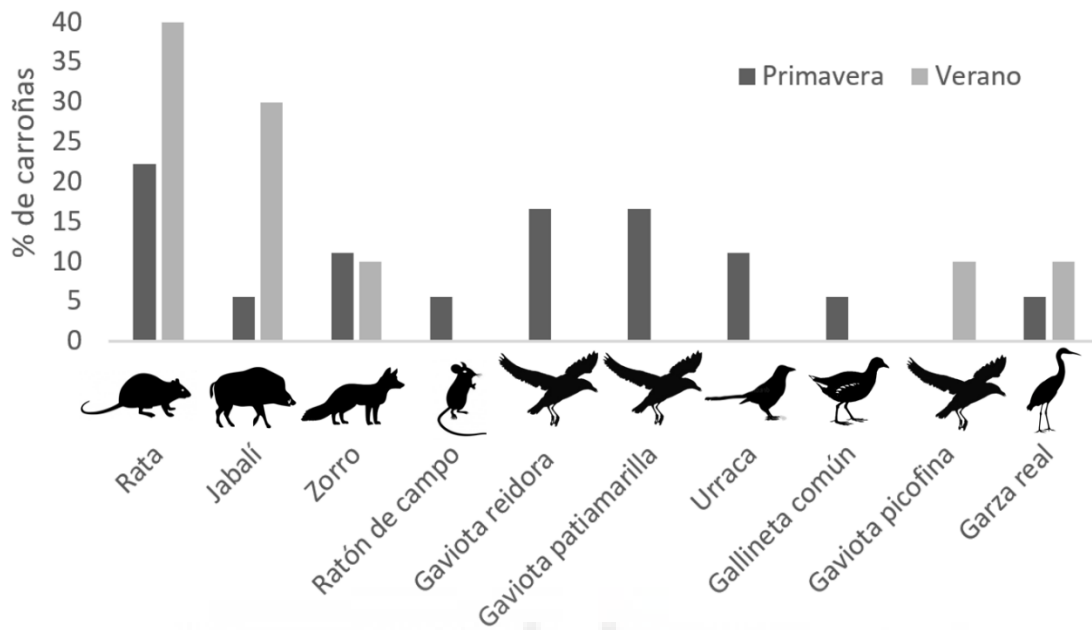 % de carroñas
40
35
30
25
20
15
10
5
0
Primavera
Verano
Rata
Jabalí
Zorro
Ratón de campo
Gaviota reidora
Gaviota patiamarilla
Urraca
Gallineta común
Gaviota picofina
Garza real